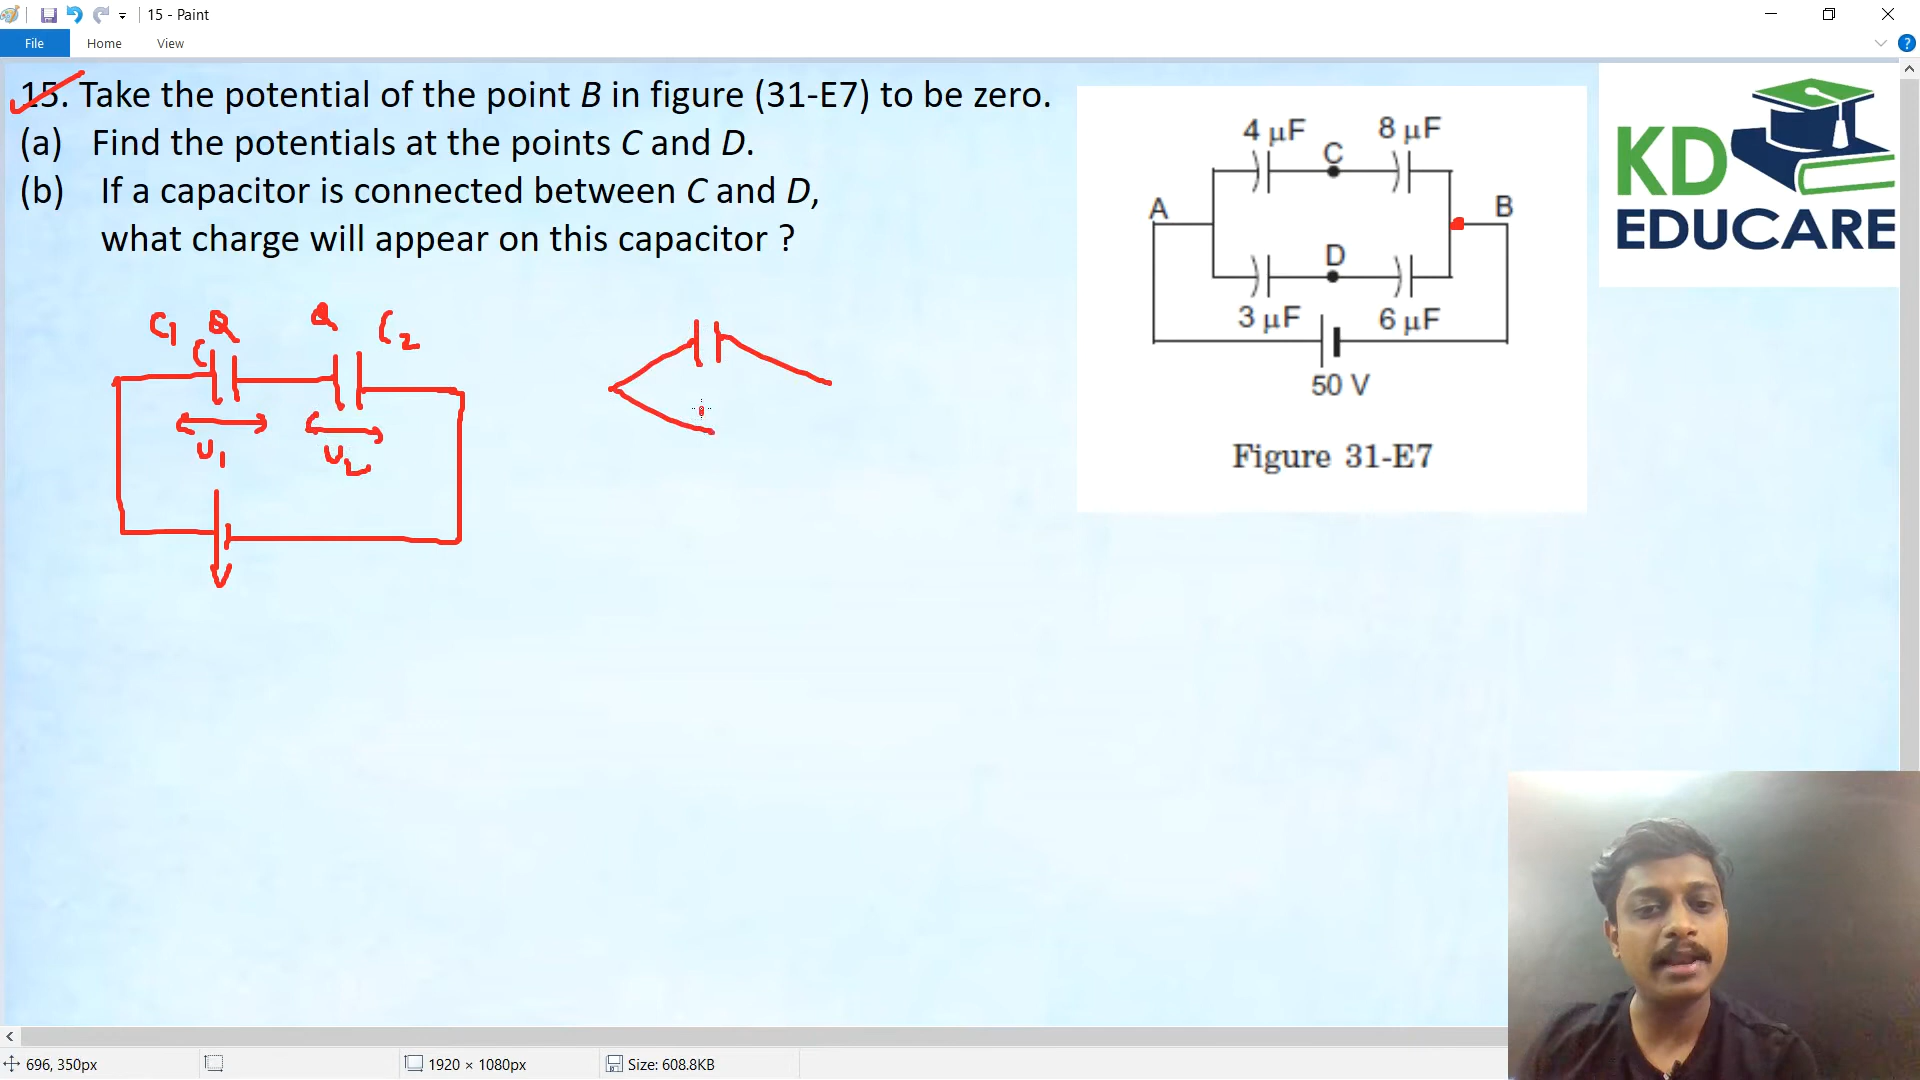 15 - Paint
File Home View
15. Take the potential of the point B in figure (31-E7) to be zero.
(a) Find the potentials at the points C and D.
(b) If a capacitor is connected between C and D,
what charge will appear on this capacitor ?
4 μF C 8 μF
A B
D
3 μF 6 μF
50 V
Figure 31-E7
KD
EDUCARE
C1 Q Q C2
C
V1 V2
V
696, 350px 1920 × 1080px Size: 608.8KB